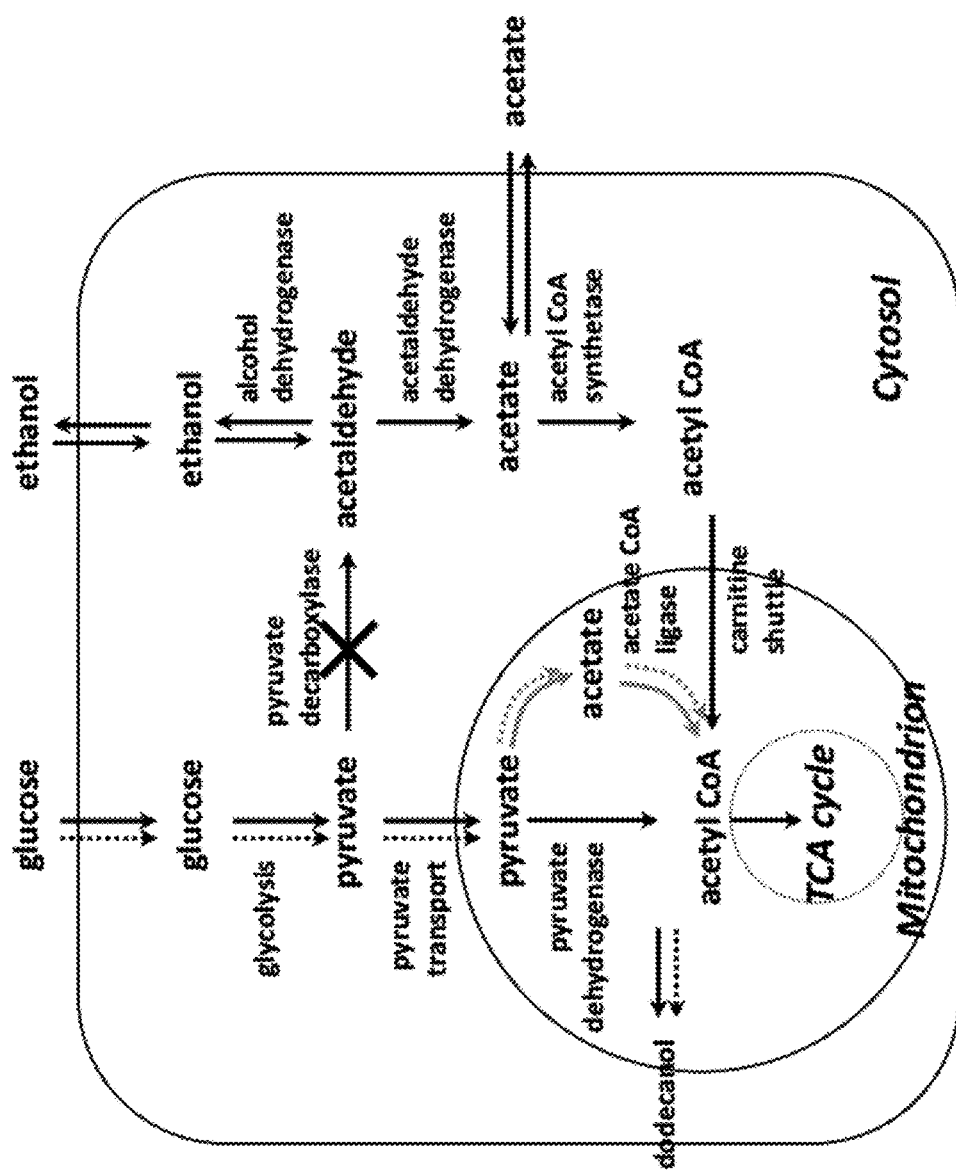 glucose
ethanol
glucose
ethanol
glycolysis
pyruvate
decarboxylase
alcohol
dehydrogenase
pyruvate
acetaldehyde
pyruvate
transport
acetaldehyde
dehydrogenase
pyruvate
acetate
acetate
acetate
pyruvate
dehydrogenase
acetate CoA
ligase
acetyl CoA
synthetase
dodecanol
acetyl CoA
acetyl CoA
carnitine
shuttle
TCA cycle
Mitochondrion
Cytosol